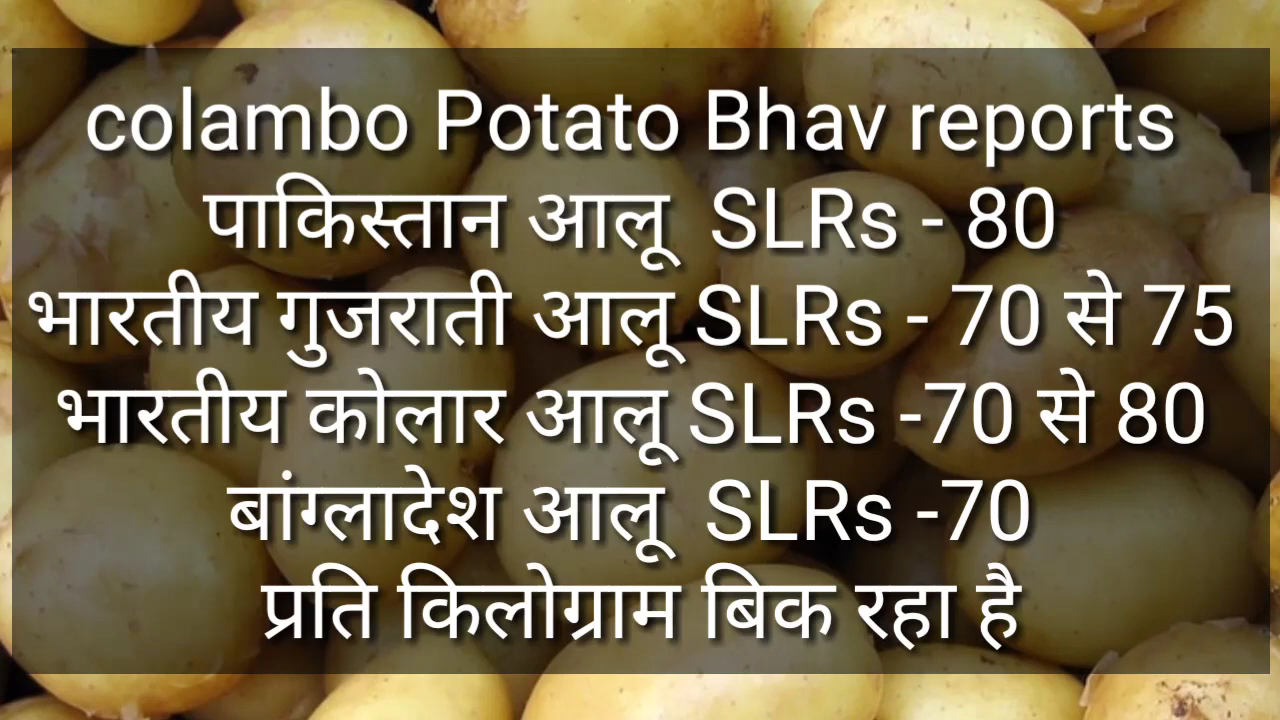 colambo Potato Bhav reports
पाकिस्तान आलू SLRs - 80
भारतीय गुजराती आलू SLRs - 70 से 75
भारतीय कोलार आलू SLRs -70 से 80
बांग्लादेश आलू SLRs -70
प्रति किलोग्राम बिक रहा है